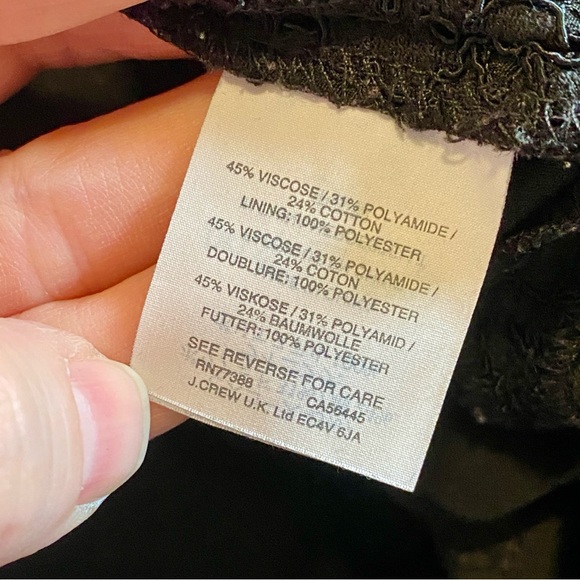 45% VISCOSE / 31% POLYAMIDE /
24% COTTON
LINING: 100% POLYESTER
45% VISCOSE / 31% POLYAMIDE /
24% COTON
DOUBLURE: 100% POLYESTER
45% VISKOSE / 31% POLYAMID /
24% BAUMWOLLE
FUTTER: 100% POLYESTER
SEE REVERSE FOR CARE
RN77388 CA56445
J.CREW U.K. Ltd EC4V 6JA